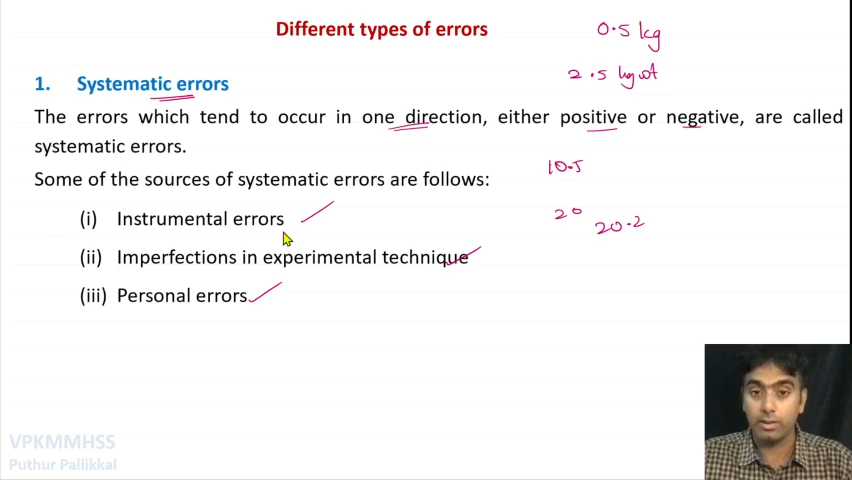 Different types of errors
0.5 kg
2.5 kg wt
1. Systematic errors
The errors which tend to occur in one direction, either positive or negative, are called
systematic errors.
10.5
Some of the sources of systematic errors are follows:
(i) Instrumental errors
20
20.2
(ii) Imperfections in experimental technique
(iii) Personal errors
VPKMMHSS
Puthur Pallikkal